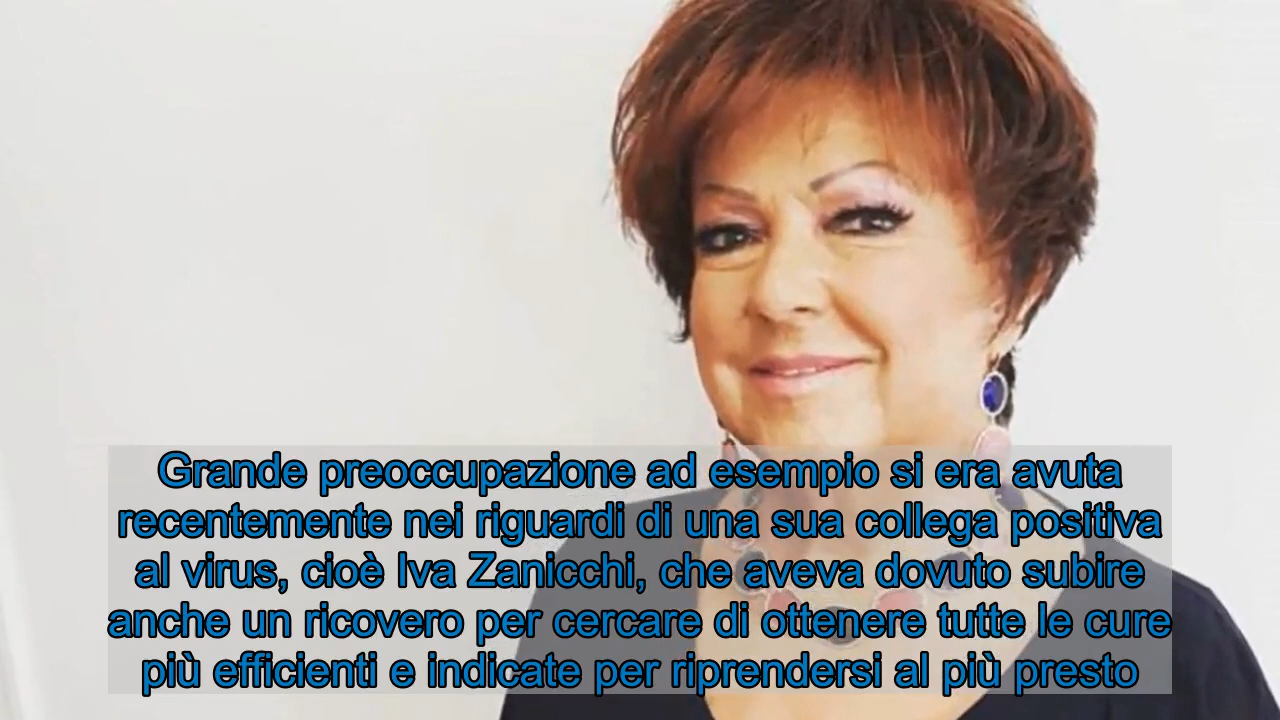 Grande preoccupazione ad esempio si era avuta
recentemente nei riguardi di una sua collega positiva
al virus, cioè Iva Zanicchi, che aveva dovuto subire
anche un ricovero per cercare di ottenere tutte le cure
più efficienti e indicate per riprendersi al più presto